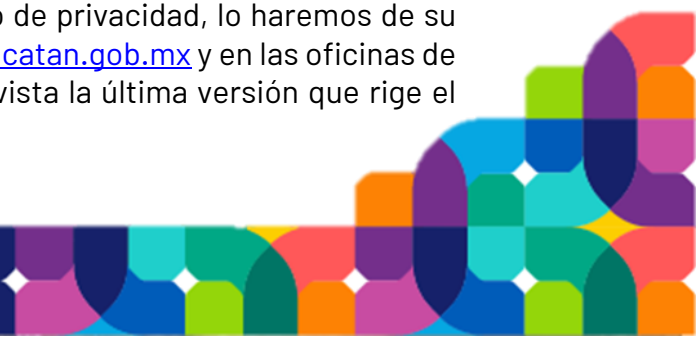 de privacidad, lo haremos de su
catan.gob.mx y en las oficinas de
vista la última versión que rige el